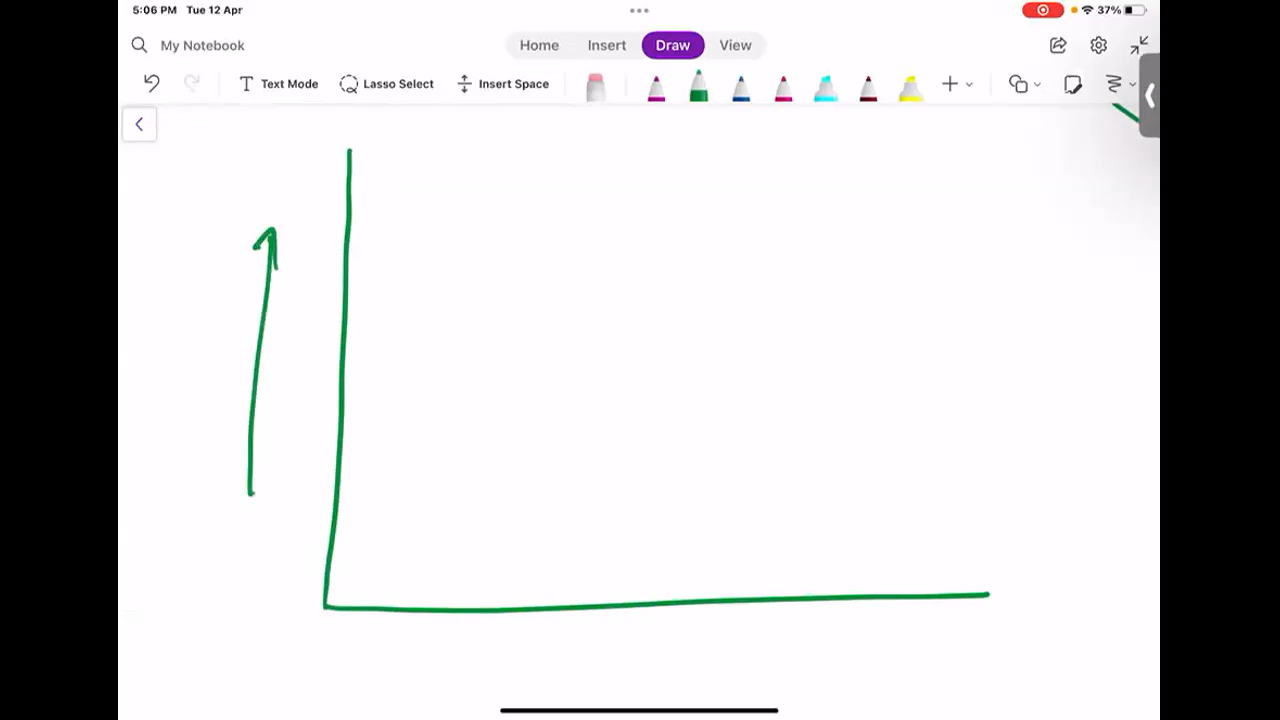 5:06 PM Tue 12 Apr
37%
My Notebook
Home Insert Draw View
Text Mode Lasso Select Insert Space